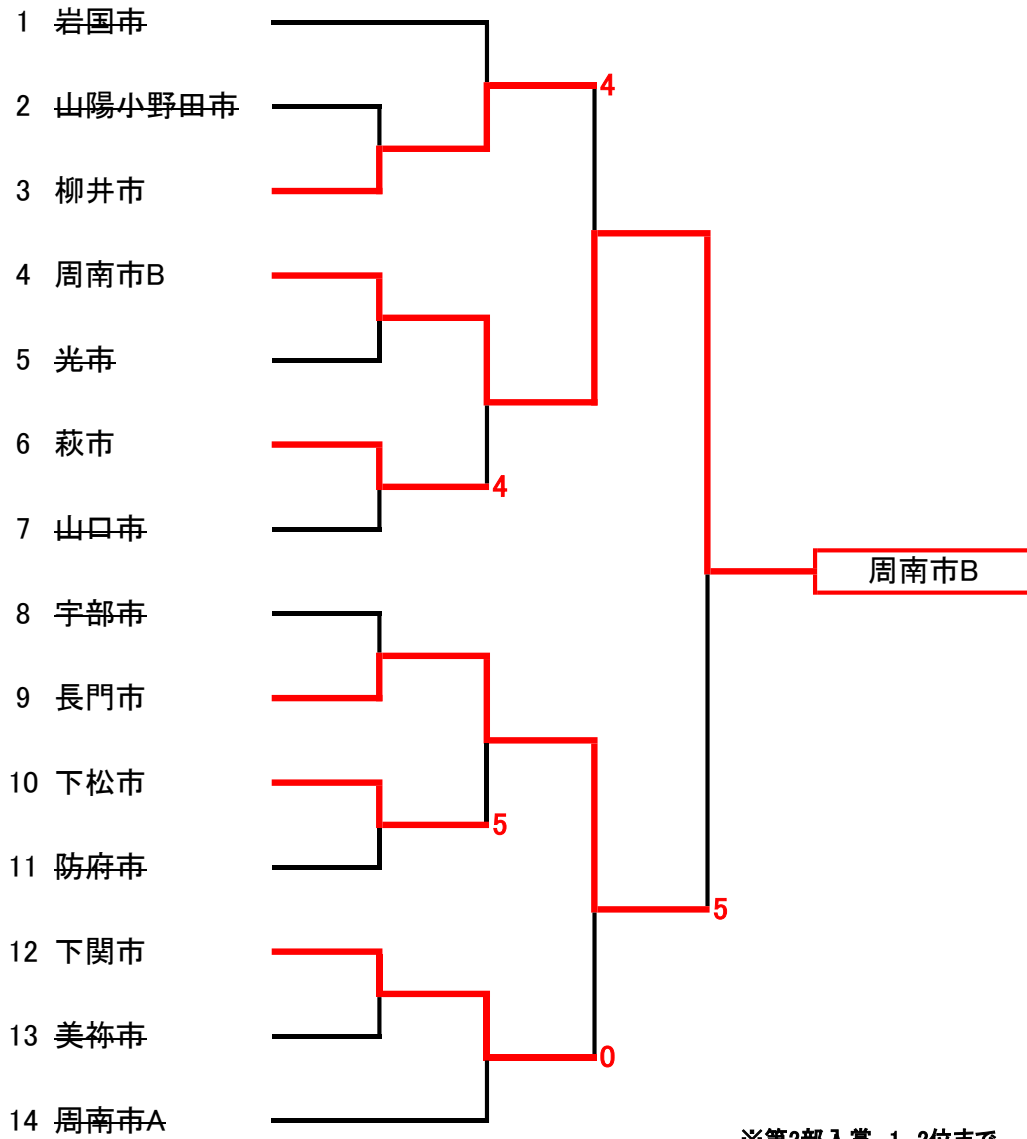 1 岩国市
4
2 山陽小野田市
3 柳井市
4 周南市B
5 光市
6 萩市
4
7 山口市
周南市B
8 宇部市
9 長門市
10 下松市
5
11 防府市
5
12 下関市
13 美祢市
0
14 周南市A